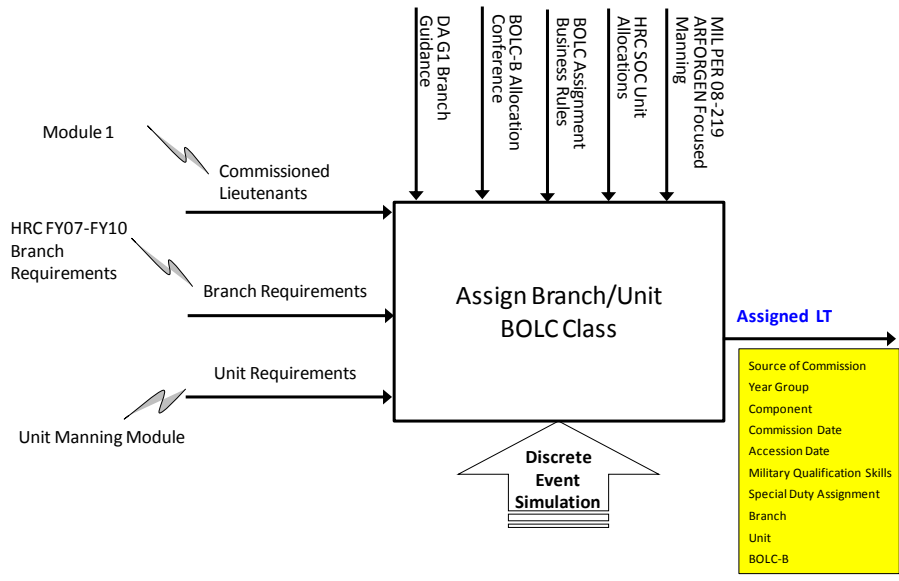 DA G1 Branch
Guidance
BOLC-B Allocation
Conference
BOLC Assignment
Business Rules
HRC SOC Unit
Allocations
MIL PER 08-219
ARFORGEN Focused
Manning
Module 1
Commissioned
Lieutenants
HRC FY07-FY10
Branch
Requirements
Branch Requirements
Unit Requirements
Unit Manning Module
Assign Branch/Unit
BOLC Class
Discrete
Event
Simulation
Assigned LT
Source of Commission
Year Group
Component
Commission Date
Accession Date
Military Qualification Skills
Special Duty Assignment
Branch
Unit
BOLC-B